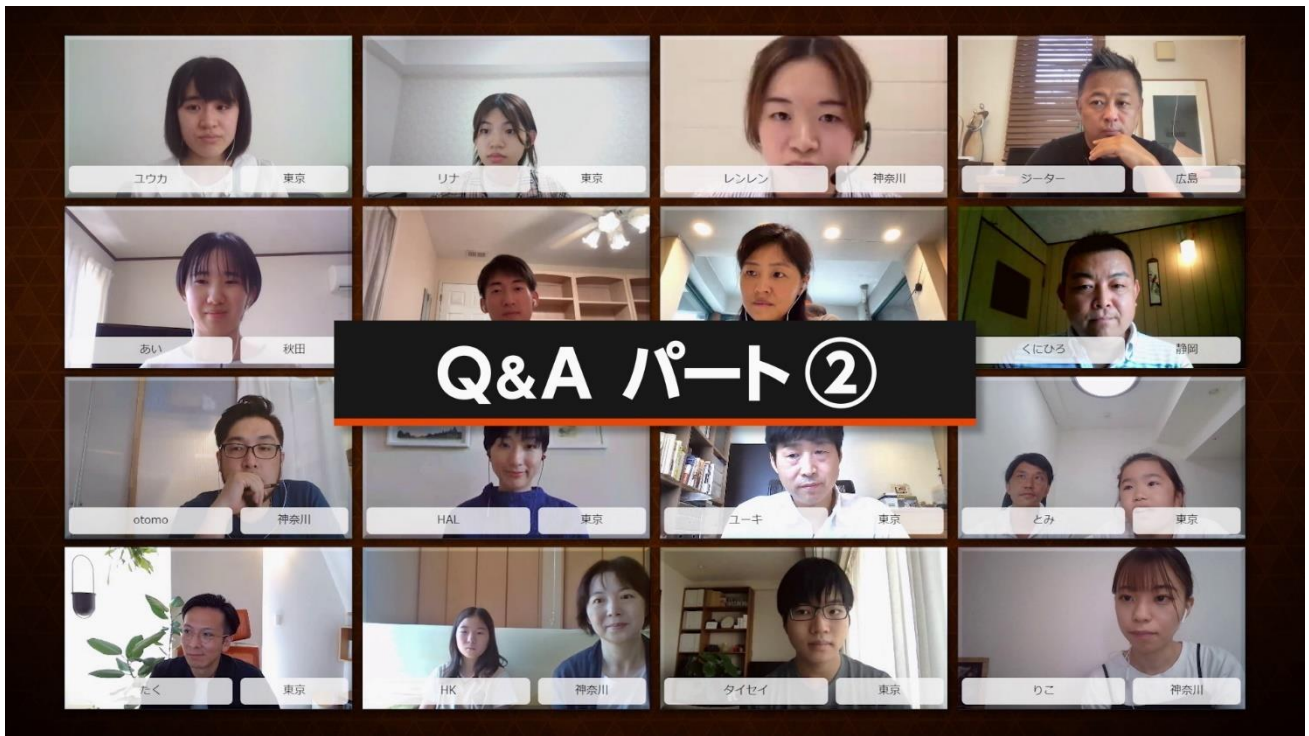 ユウカ 東京
リナ 東京
レンレン 神奈川
ジーター 広島
あい 秋田
くにひろ 静岡
Q&A パート②
otomo 神奈川
HAL 東京
ユーキ 東京
とみ 東京
たく 東京
HK 神奈川
タイセイ 東京
りこ 神奈川